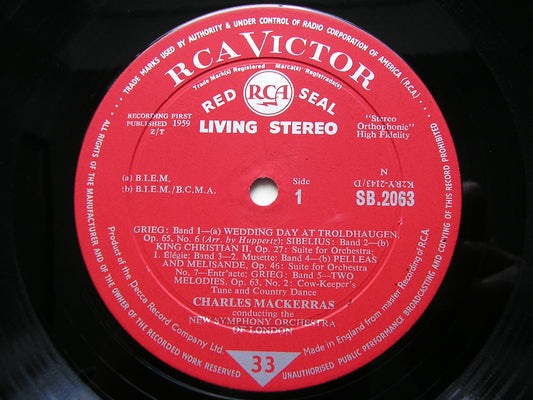 TRADE MARKS USED BY AUTHORITY & UNDER CONTROL OF RADIO CORPORATION OF AMERICA (R.C.A.)
RCA VICTOR
Trade Mark(s) Registered Marca(s) Registrada(s)
RCA
RED SEAL
LIVING STEREO
RECORDING FIRST
PUBLISHED 1959
Z/T
"Stereo
Orthophonic"
High Fidelity
(a) B.I.E.M.
(b) B.I.E.M./B.C.M.A.
Side
1
N
K2RY-2143/D
SB.2063
GRIEG: Band 1—(a) WEDDING DAY AT TROLDHAUGEN,
Op. 65, No. 6 (Arr. by Huppertz); SIBELIUS: Band 2—(b)
KING CHRISTIAN II, Op. 27: Suite for Orchestra
1. Élégie; Band 3—2. Musette; Band 4—(b) PELLEAS
AND MELISANDE, Op. 46: Suite for Orchestra
No. 7—Entr'acte; GRIEG: Band 5—TWO
MELODIES, Op. 63, No. 2: Cow-Keeper's
Tune and Country Dance
CHARLES MACKERRAS
conducting the
NEW SYMPHONY ORCHESTRA
OF LONDON
Product of the Decca Record Company Ltd.
33
Made in England from master Recording of R.C.A.
ALL RIGHTS OF THE MANUFACTURER AND OF THE OWNER OF THE RECORDED WORK RESERVED
UNAUTHORISED PUBLIC PERFORMANCE BROADCASTING AND COPYING OF THIS RECORD PROHIBITED